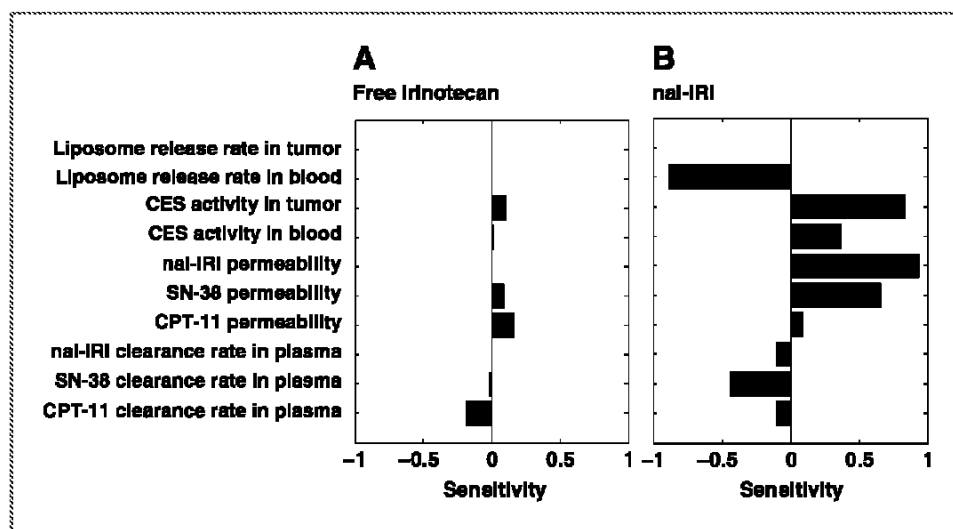 A
B
Free Irinotecan
nal-IRI
Liposome release rate in tumor
Liposome release rate in blood
CES activity in tumor
CES activity in blood
nal-IRI permeability
SN-38 permeability
CPT-11 permeability
nal-IRI clearance rate in plasma
SN-38 clearance rate in plasma
CPT-11 clearance rate in plasma
−1 −0.5 0 0.5 1
−1 −0.5 0 0.5 1
Sensitivity
Sensitivity